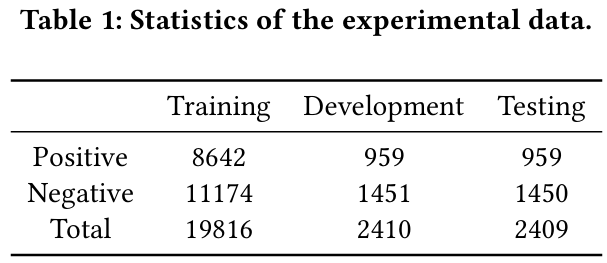 Table 1: Statistics of the experimental data.
Training Development Testing
Positive 8642 959 959
Negative 11174 1451 1450
Total 19816 2410 2409